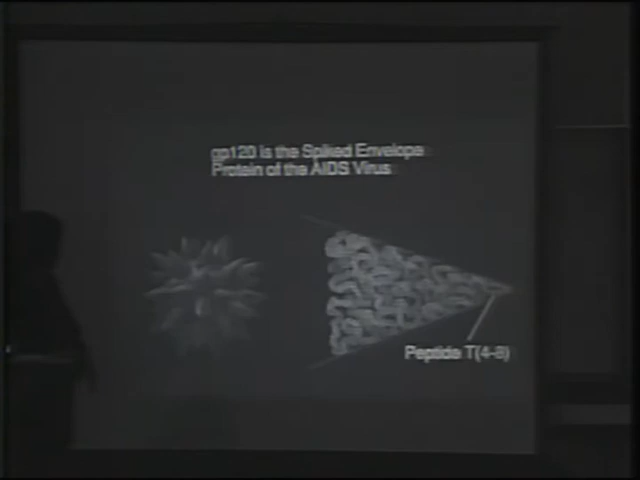 gp120 is the Spiked Envelope
Protein of the AIDS Virus
Peptide T(4-8)